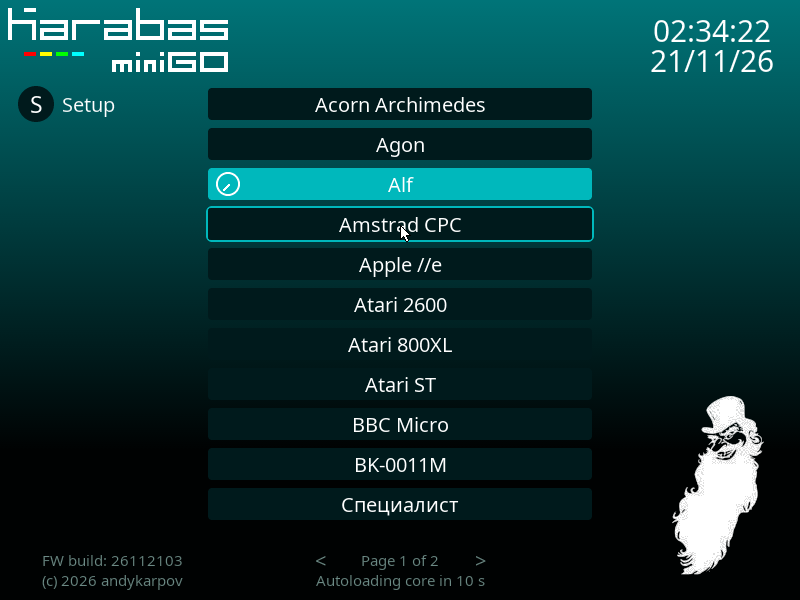 Karabas
miniGO
02:34:22
21/11/26
S Setup
Acorn Archimedes
Agon
Alf
Amstrad CPC
Apple //e
Atari 2600
Atari 800XL
Atari ST
BBC Micro
BK-0011M
Специалист
FW build: 26112103
(c) 2026 andykarpov
< Page 1 of 2 >
Autoloading core in 10 s